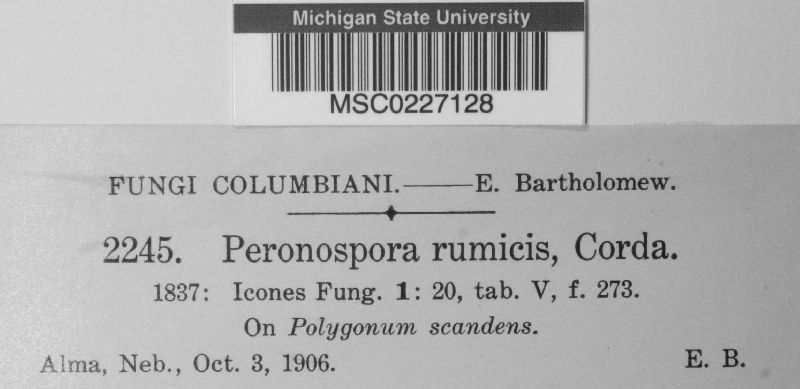 Michigan State University
MSC0227128
FUNGI COLUMBIANI.——E. Bartholomew.
2245. Peronospora rumicis, Corda.
1837: Icones Fung. 1: 20, tab. V, f. 273.
On Polygonum scandens.
Alma, Neb., Oct. 3, 1906. E. B.